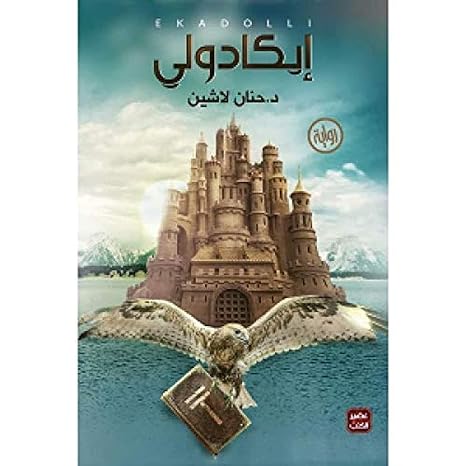 EKADOLLI
إيكادولي
د.حنان لاشين
رواية
عصير
الكتب